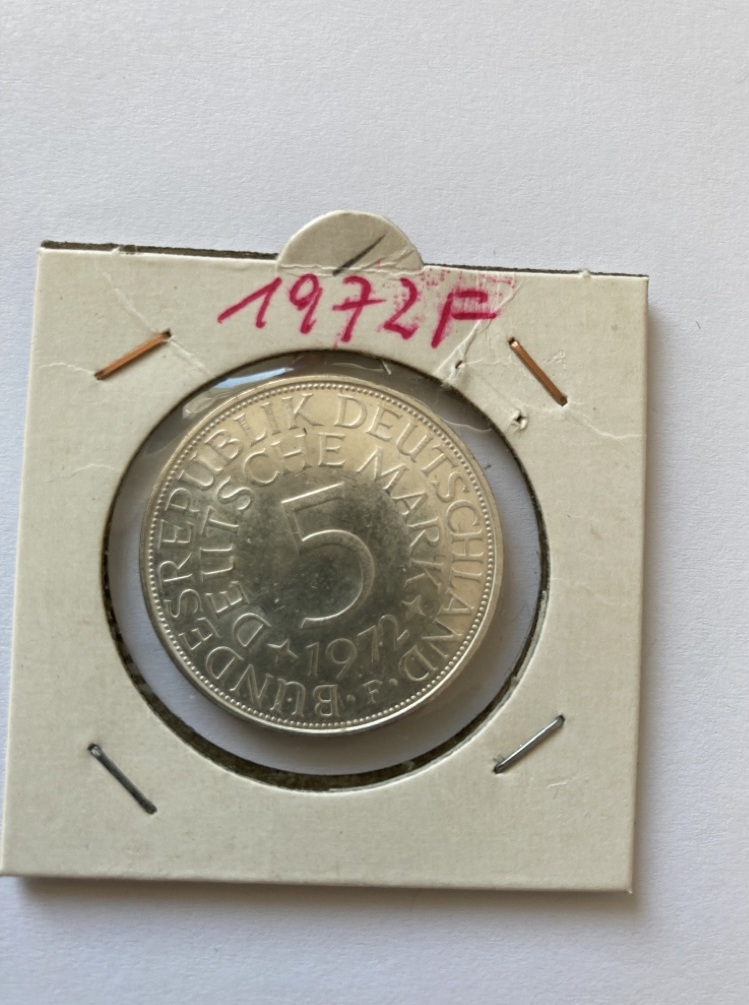 1972F
BUNDESREPUBLIK DEUTSCHLAND
DEUTSCHE MARK
5
1972
F